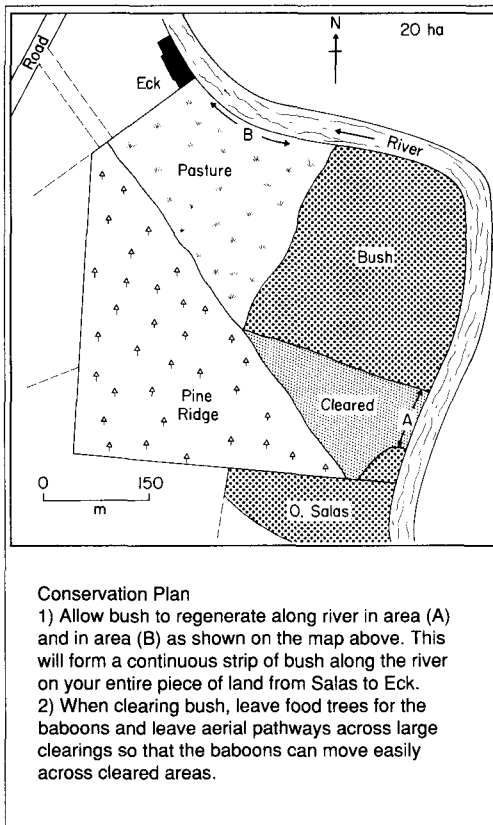 Road
N
20 ha
Eck
B
River
Pasture
Bush
Cleared
A
Pine
Ridge
0 150
m
O. Salas
Conservation Plan
1) Allow bush to regenerate along river in area (A)
and in area (B) as shown on the map above. This
will form a continuous strip of bush along the river
on your entire piece of land from Salas to Eck.
2) When clearing bush, leave food trees for the
baboons and leave aerial pathways across large
clearings so that the baboons can move easily
across cleared areas.